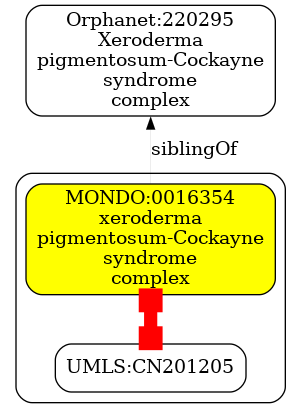 Orphanet:220295
Xeroderma
pigmentosum-Cockayne
syndrome
complex
siblingOf
MONDO:0016354
xeroderma
pigmentosum-Cockayne
syndrome
complex
UMLS:CN201205